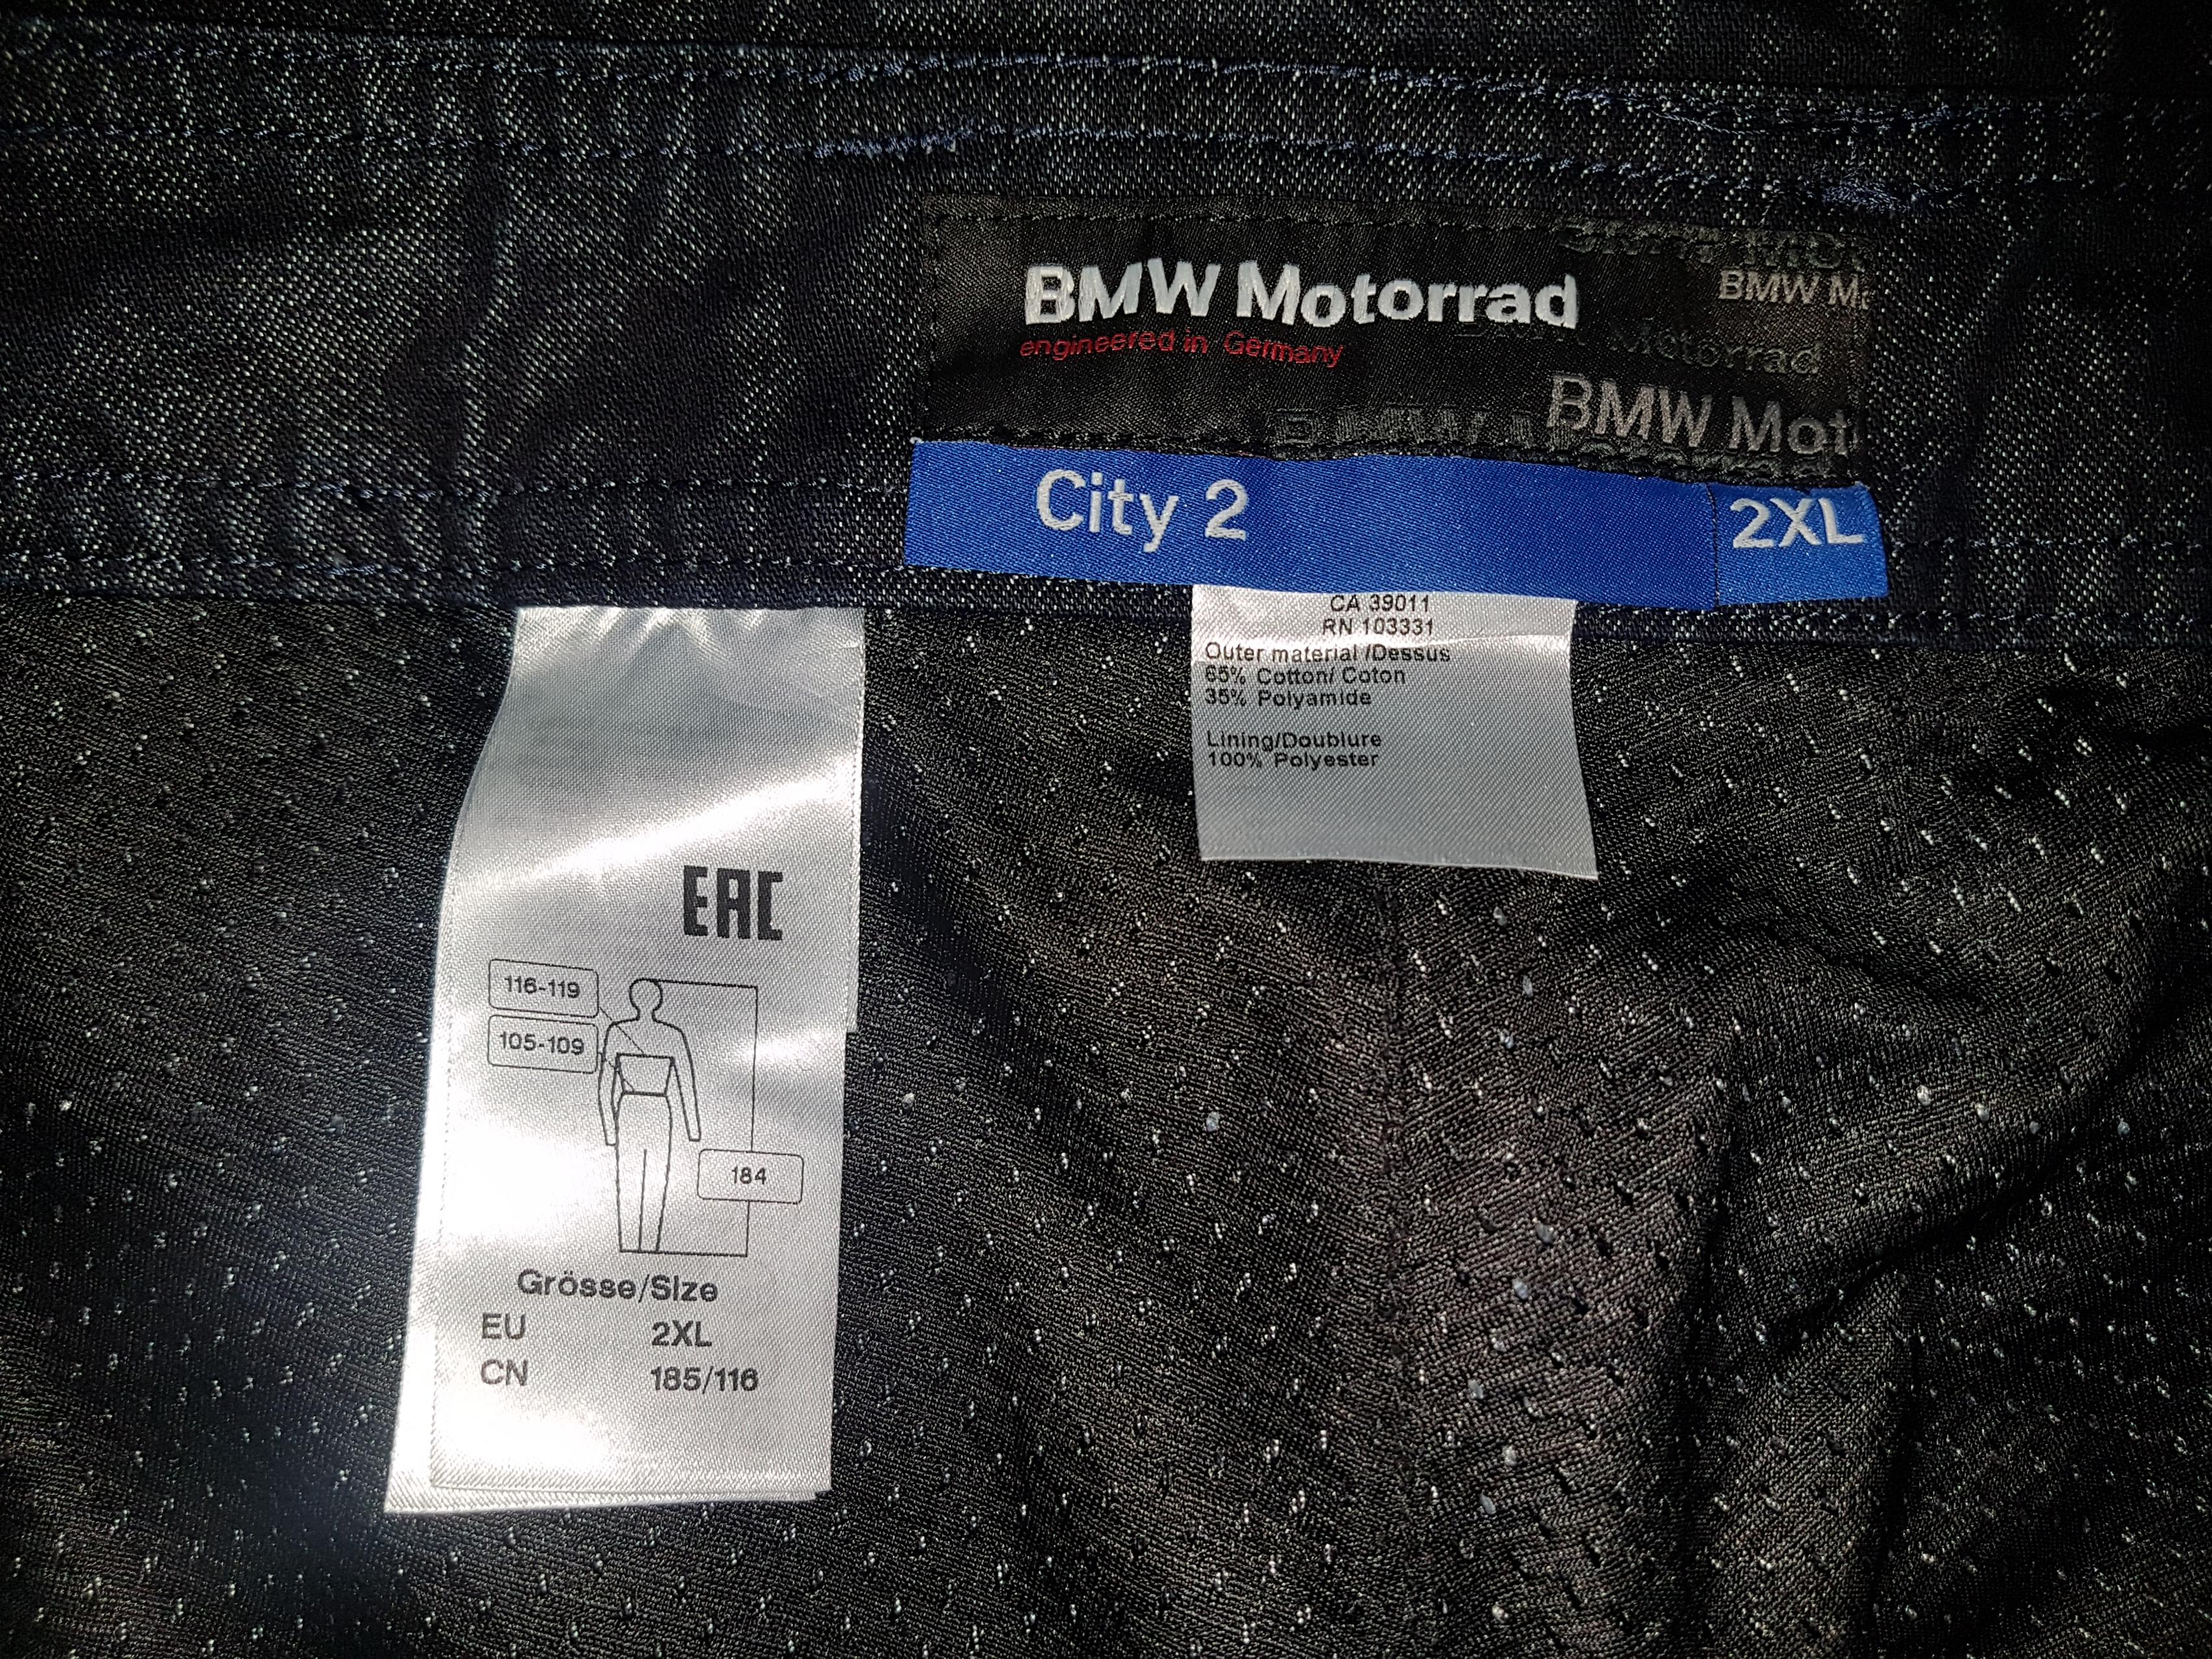 BMW Motorrad
engineered in Germany
BMW Mo
Motorrad
BMW Mot
City 2
2XL
CA 39011
RN 103331
Outer material /Dessus
65% Cotton/ Coton
35% Polyamide
Lining/Doublure
100% Polyester
EAC
116-119
105-109
184
Grösse/Size
EU 2XL
CN 185/116